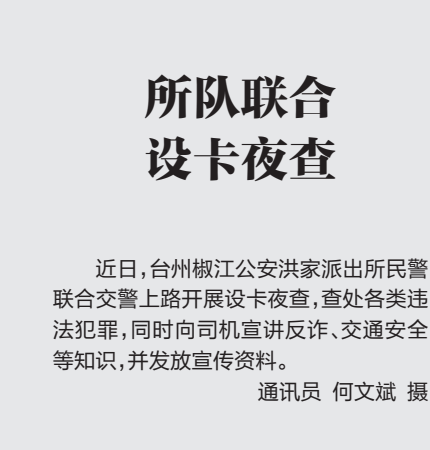 所队联合
设卡夜查
近日，台州椒江公安洪家派出所民警
联合交警上路开展设卡夜查，查处各类违
法犯罪，同时向司机宣讲反诈、交通安全
等知识，并发放宣传资料。
通讯员 何文斌 摄